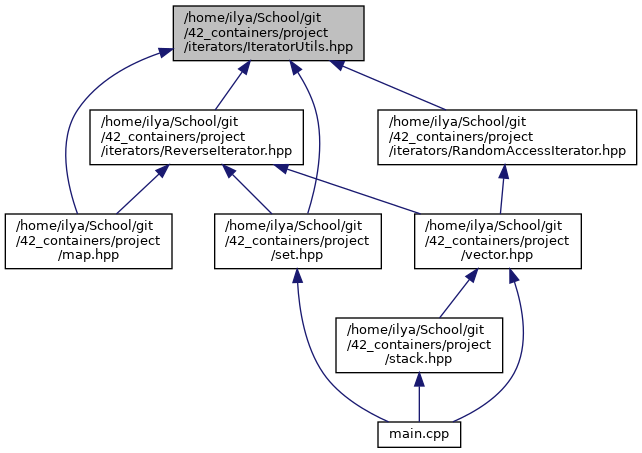 /home/ilya/School/git
/42_containers/project
/iterators/IteratorUtils.hpp
/home/ilya/School/git
/42_containers/project
/iterators/ReverseIterator.hpp
/home/ilya/School/git
/42_containers/project
/iterators/RandomAccessIterator.hpp
/home/ilya/School/git
/42_containers/project
/map.hpp
/home/ilya/School/git
/42_containers/project
/set.hpp
/home/ilya/School/git
/42_containers/project
/vector.hpp
/home/ilya/School/git
/42_containers/project
/stack.hpp
main.cpp